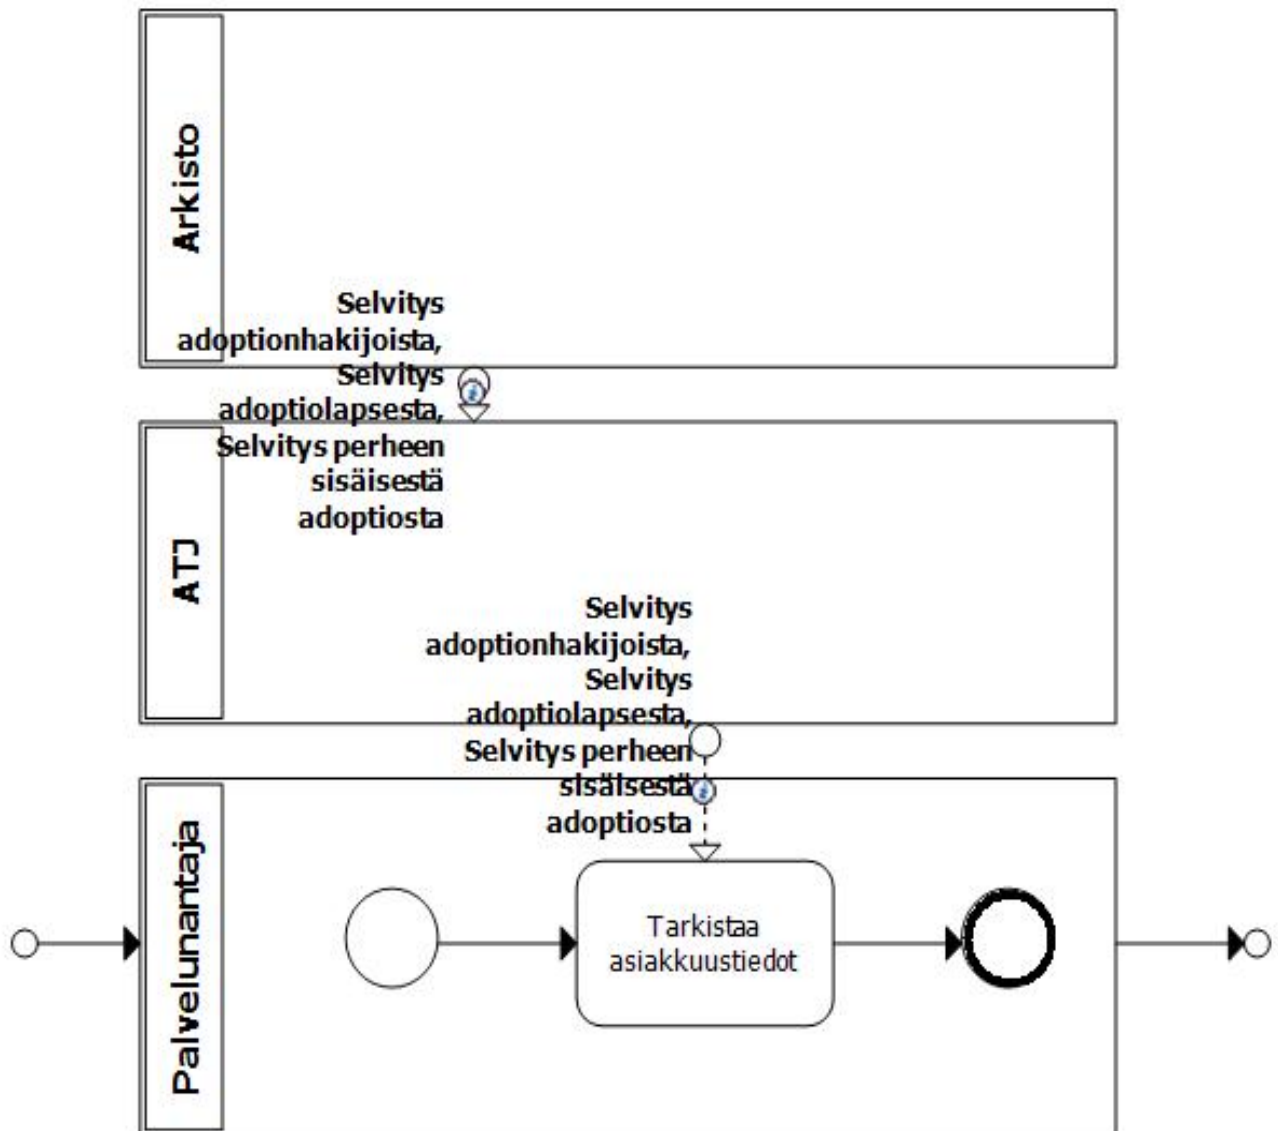 Arkisto
Selvitys
adoptionhakijoista,
Selvitys
adoptiolapsesta,
Selvitys perheen
sisäisestä
adoptiosta
ATJ
Selvitys
adoptionhakijoista,
Selvitys
adoptiolapsesta,
Selvitys perheen
sisäisestä
adoptiosta
Palvelunantaja
Tarkistaa
asiakkuustiedot